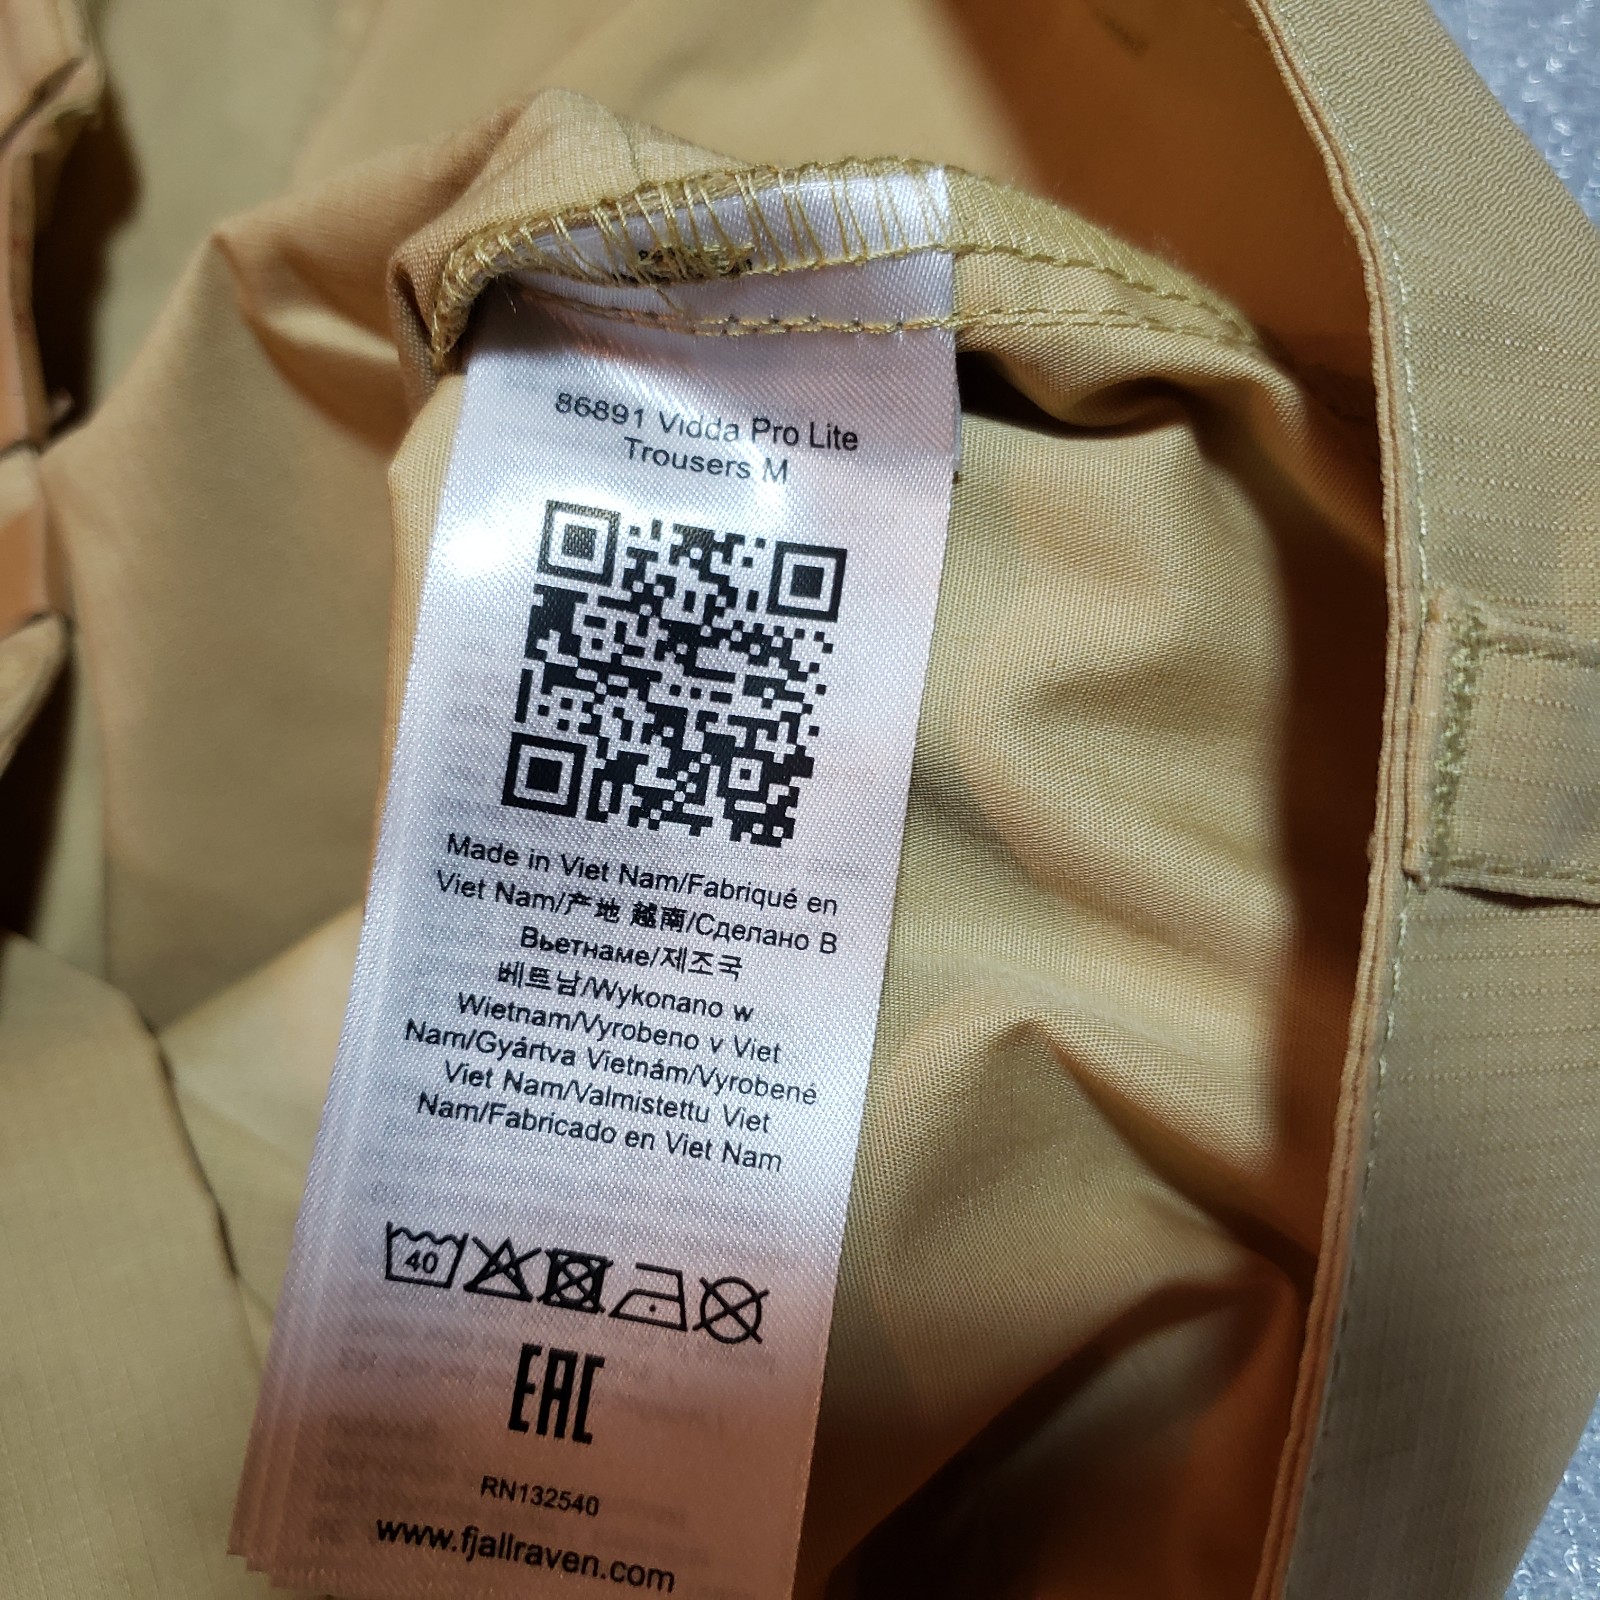 86891 Vidda Pro Lite
Trousers M
Made in Viet Nam/Fabriqué en
Viet Nam/产地 越南/Сделано В
Вьетнаме/제조국
베트남/Wykonano w
Wietnam/Vyrobeno v Viet
Nam/Gyártva Vietnám/Vyrobené
Viet Nam/Valmistettu Viet
Nam/Fabricado en Viet Nam
40
EAC
RN132540
www.fjallraven.com